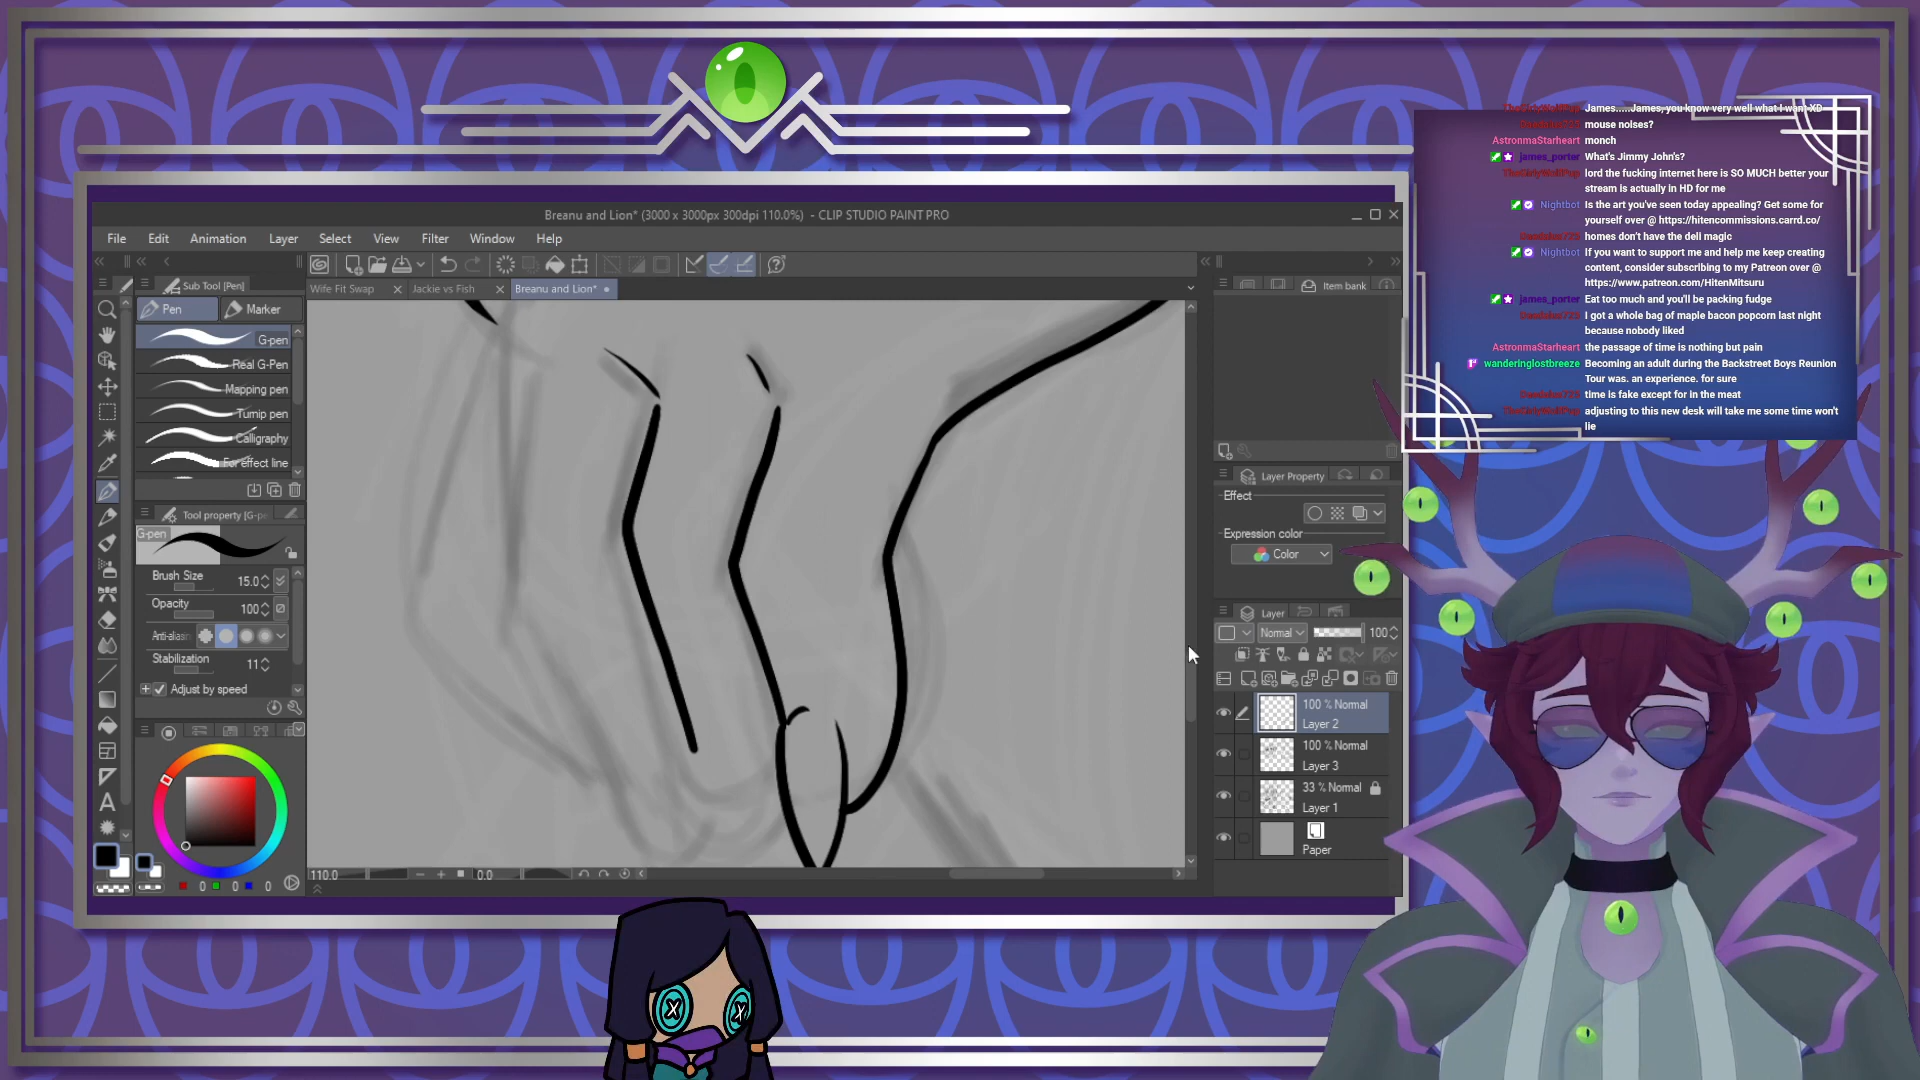 Breanu and Lion* (3000 x 3000px 300dpi 110.0%) - CLIP STUDIO PAINT PRO
File Edit Animation Layer Select View Filter Window Help
Sub Tool [Pen]
Wife Fit Swap
Jackie vs Fish
Breanu and Lion*
Item bank
Pen
Marker
G-pen
Real G-Pen
Mapping pen
Turnip pen
Calligraphy
For effect line
Tool property [G-pe
G-pen
Brush Size 15.0
Opacity 100
Anti-aliasin
Stabilization 11
Adjust by speed
0 0 0
110.0
0.0
Layer Property
Effect
Expression color
Color
Layer
Normal 100
100 % Normal
Layer 2
100 % Normal
Layer 3
33 % Normal
Layer 1
Paper
James.....James, you know very well what I want XD
mouse noises?
AstronmaStarheart monch
james_porter What's Jimmy John's?
lord the fucking internet here is SO MUCH better your
stream is actually in HD for me
Nightbot Is the art you've seen today appealing? Get some for
yourself over @ https://hitencommissions.carrd.co/
homes don't have the dell magic
Nightbot If you want to support me and help me keep creating
content, consider subscribing to my Patreon over @
https://www.patreon.com/HitenMitsuru
james_porter Eat too much and you'll be packing fudge
I got a whole bag of maple bacon popcorn last night
because nobody liked
AstronmaStarheart the passage of time is nothing but pain
wanderinglostbreeze Becoming an adult during the Backstreet Boys Reunion
Tour was. an experience. for sure
time is fake except for in the meat
adjusting to this new desk will take me some time won't
lie